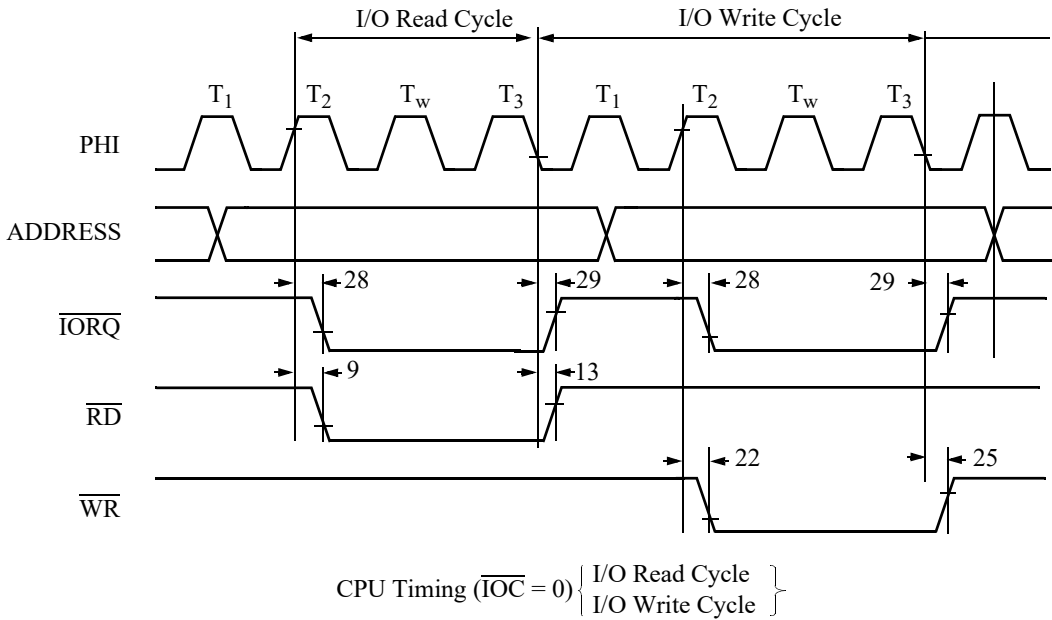 I/O Read Cycle I/O Write Cycle
T1 T2 Tw T3 T1 T2 Tw T3
PHI
ADDRESS
28 29 28 29
IORQ
9 13
RD
22 25
WR
CPU Timing (IOC = 0) { I/O Read Cycle
I/O Write Cycle }